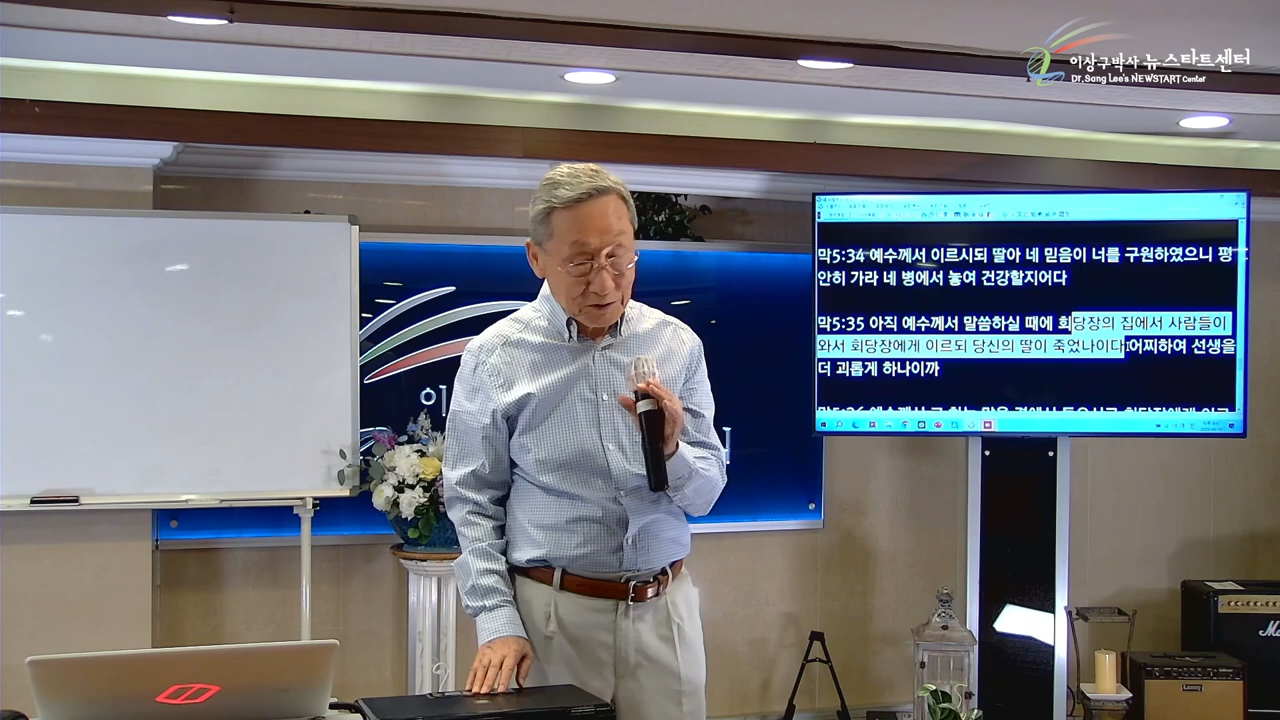 이상구박사 뉴스타트센터
Dr. Sang Lee's NEWSTART Center
막5:34 예수께서 이르시되 딸아 네 믿음이 너를 구원하였으니 평
안히 가라 네 병에서 놓여 건강할지어다
막5:35 아직 예수께서 말씀하실 때에 회당장의 집에서 사람들이
와서 회당장에게 이르되 당신의 딸이 죽었나이다 어찌하여 선생을
더 괴롭게 하나이까
이
Laney